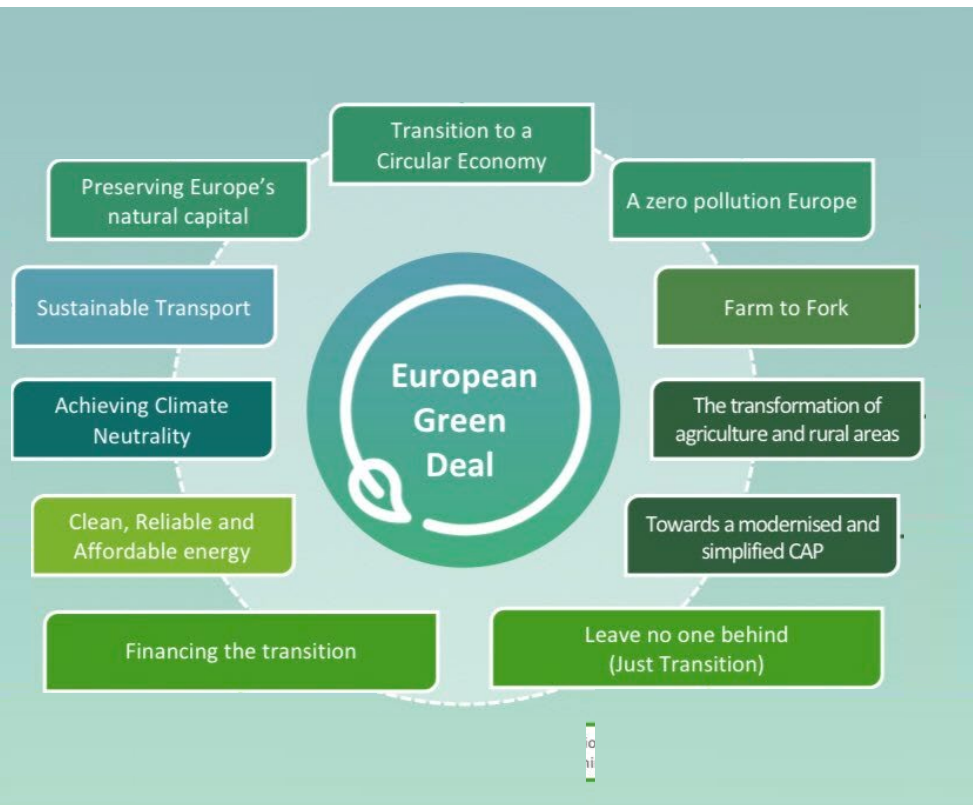 Transition to a
Circular Economy
Preserving Europe's
natural capital
A zero pollution Europe
Sustainable Transport
Farm to Fork
European
Green
Deal
Achieving Climate
Neutrality
The transformation of
agriculture and rural areas
Clean, Reliable and
Affordable energy
Towards a modernised and
simplified CAP
Financing the transition
Leave no one behind
(Just Transition)